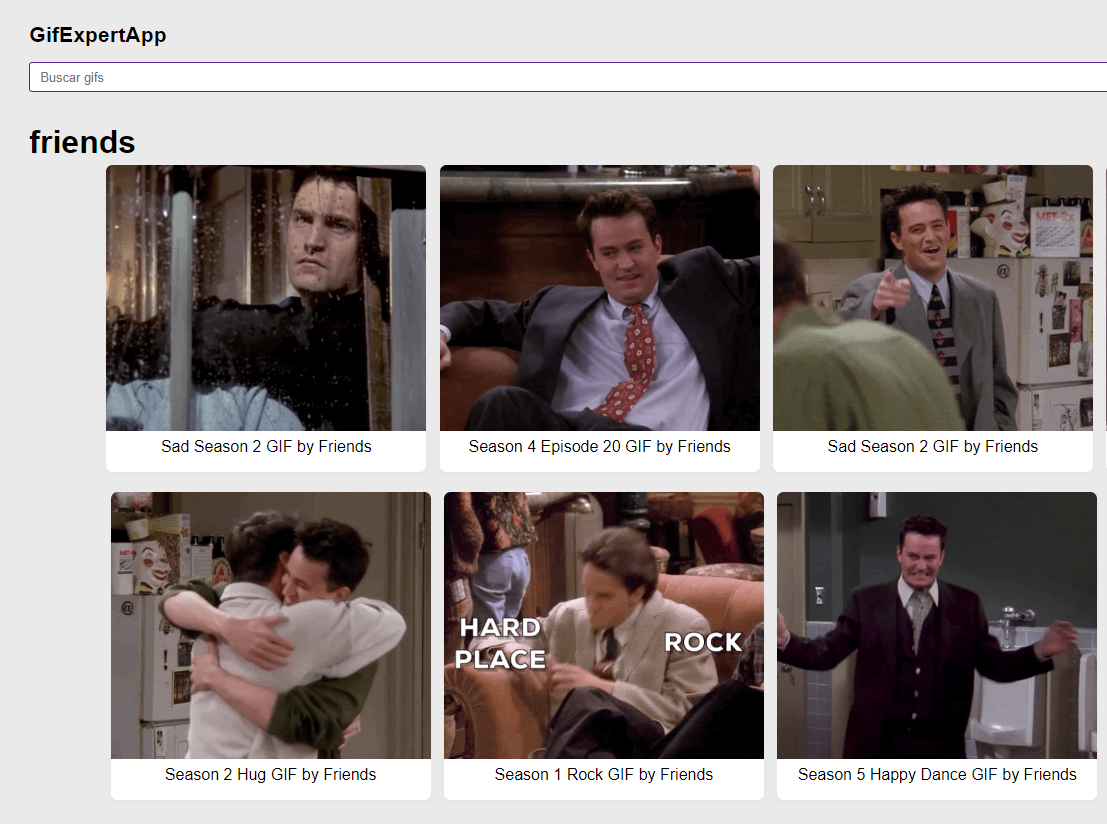 GifExpertApp
Buscar gifs
friends
MET-Rx
@
Sad Season 2 GIF by Friends
Season 4 Episode 20 GIF by Friends
Sad Season 2 GIF by Friends
@
HARD
PLACE
ROCK
Season 2 Hug GIF by Friends
Season 1 Rock GIF by Friends
Season 5 Happy Dance GIF by Friends